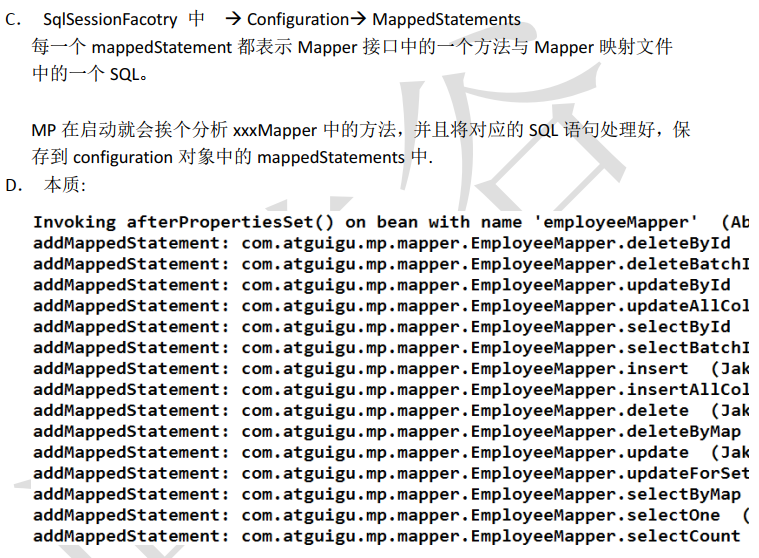 C. SqlSessionFacotry 中 → Configuration→ MappedStatements
每一个 mappedStatement 都表示 Mapper 接口中的一个方法与 Mapper 映射文件
中的一个 SQL。
MP 在启动就会挨个分析 xxxMapper 中的方法，并且将对应的 SQL 语句处理好，保
存到 configuration 对象中的 mappedStatements 中.
D. 本质:
Invoking afterPropertiesSet() on bean with name 'employeeMapper' (Ab
addMappedStatement: com.atguigu.mp.mapper.EmployeeMapper.deleteById
addMappedStatement: com.atguigu.mp.mapper.EmployeeMapper.deleteBatchI
addMappedStatement: com.atguigu.mp.mapper.EmployeeMapper.updateById
addMappedStatement: com.atguigu.mp.mapper.EmployeeMapper.updateAllCol
addMappedStatement: com.atguigu.mp.mapper.EmployeeMapper.selectById
addMappedStatement: com.atguigu.mp.mapper.EmployeeMapper.selectBatchI
addMappedStatement: com.atguigu.mp.mapper.EmployeeMapper.insert (Jak
addMappedStatement: com.atguigu.mp.mapper.EmployeeMapper.insertAllCol
addMappedStatement: com.atguigu.mp.mapper.EmployeeMapper.delete (Jak
addMappedStatement: com.atguigu.mp.mapper.EmployeeMapper.deleteByMap
addMappedStatement: com.atguigu.mp.mapper.EmployeeMapper.update (Jak
addMappedStatement: com.atguigu.mp.mapper.EmployeeMapper.updateForSet
addMappedStatement: com.atguigu.mp.mapper.EmployeeMapper.selectByMap
addMappedStatement: com.atguigu.mp.mapper.EmployeeMapper.selectOne (
addMappedStatement: com.atguigu.mp.mapper.EmployeeMapper.selectCount